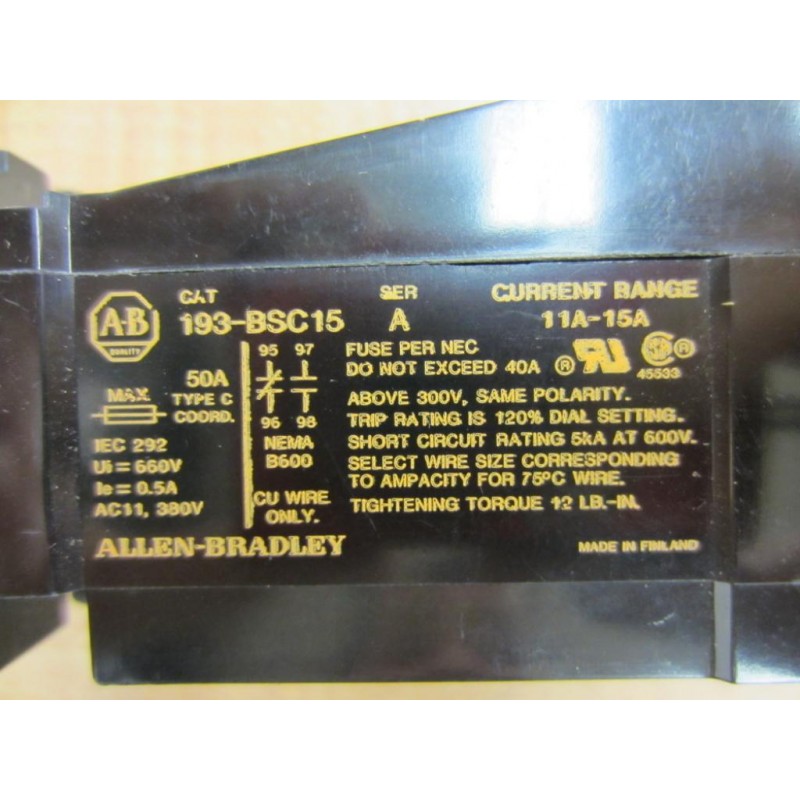 A-B
QUALITY
CAT
193-BSC15
SER
A
CURRENT RANGE
11A-15A
MAX
50A
TYPE C
COORD.
IEC 292
Ui = 660V
Ie = 0.5A
AC11, 380V
95 97
96 98
NEMA
B600
CU WIRE
ONLY.
FUSE PER NEC
DO NOT EXCEED 40A
® UR SA ®
45533
ABOVE 300V, SAME POLARITY.
TRIP RATING IS 120% DIAL SETTING.
SHORT CIRCUIT RATING 5kA AT 600V.
SELECT WIRE SIZE CORRESPONDING
TO AMPACITY FOR 75ºC WIRE.
TIGHTENING TORQUE 12 LB.-IN.
ALLEN-BRADLEY
MADE IN FINLAND